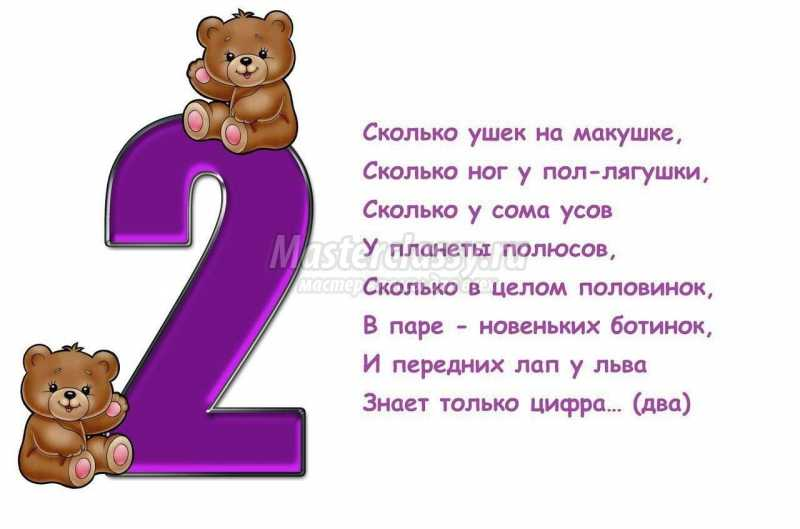 2
Сколько ушек на макушке,
Сколько ног у пол-лягушки,
Сколько у сома усов
У планеты полюсов,
Masterclassy.ru
Сколько в целом половинок,
В паре - новеньких ботинок,
И передних лап у льва
Знает только цифра... (два)